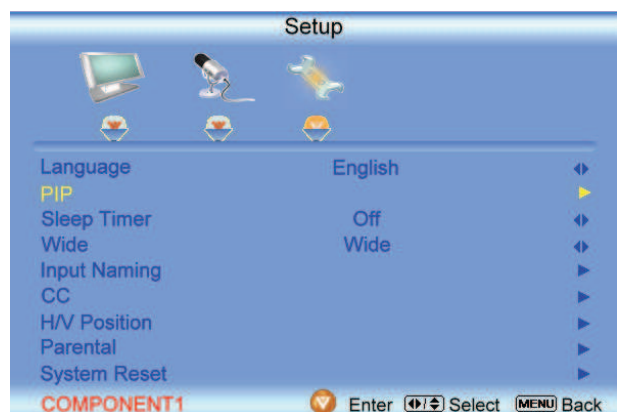 Setup
Language English
PIP
Sleep Timer Off
Wide Wide
Input Naming
CC
H/V Position
Parental
System Reset
COMPONENT1 Enter Select MENU Back